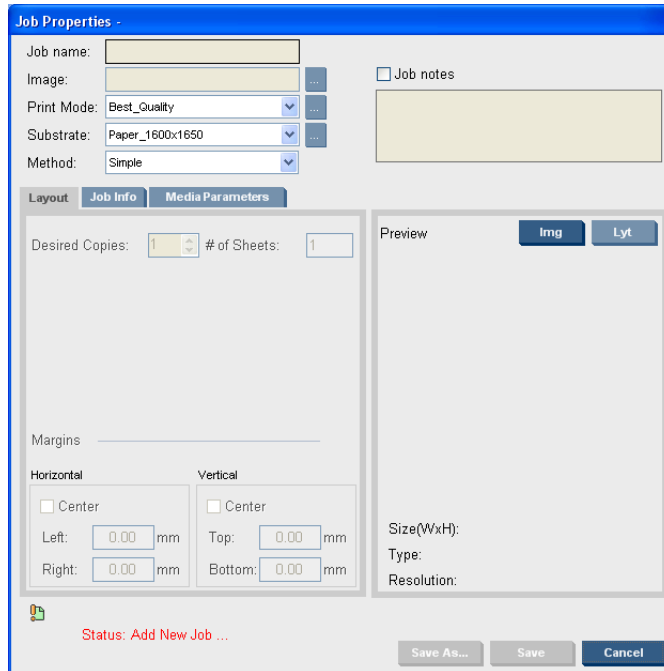 Job Properties -
Job name:
Image:
...
Job notes
Print Mode: Best_Quality
...
Substrate: Paper_1600x1650
...
Method: Simple
Layout Job Info Media Parameters
Desired Copies: 1 # of Sheets: 1
Preview Img Lyt
Margins
Horizontal Vertical
Center Center
Left: 0.00 mm Top: 0.00 mm
Right: 0.00 mm Bottom: 0.00 mm
Size(WxH):
Type:
Resolution:
Status: Add New Job ...
Save As... Save Cancel